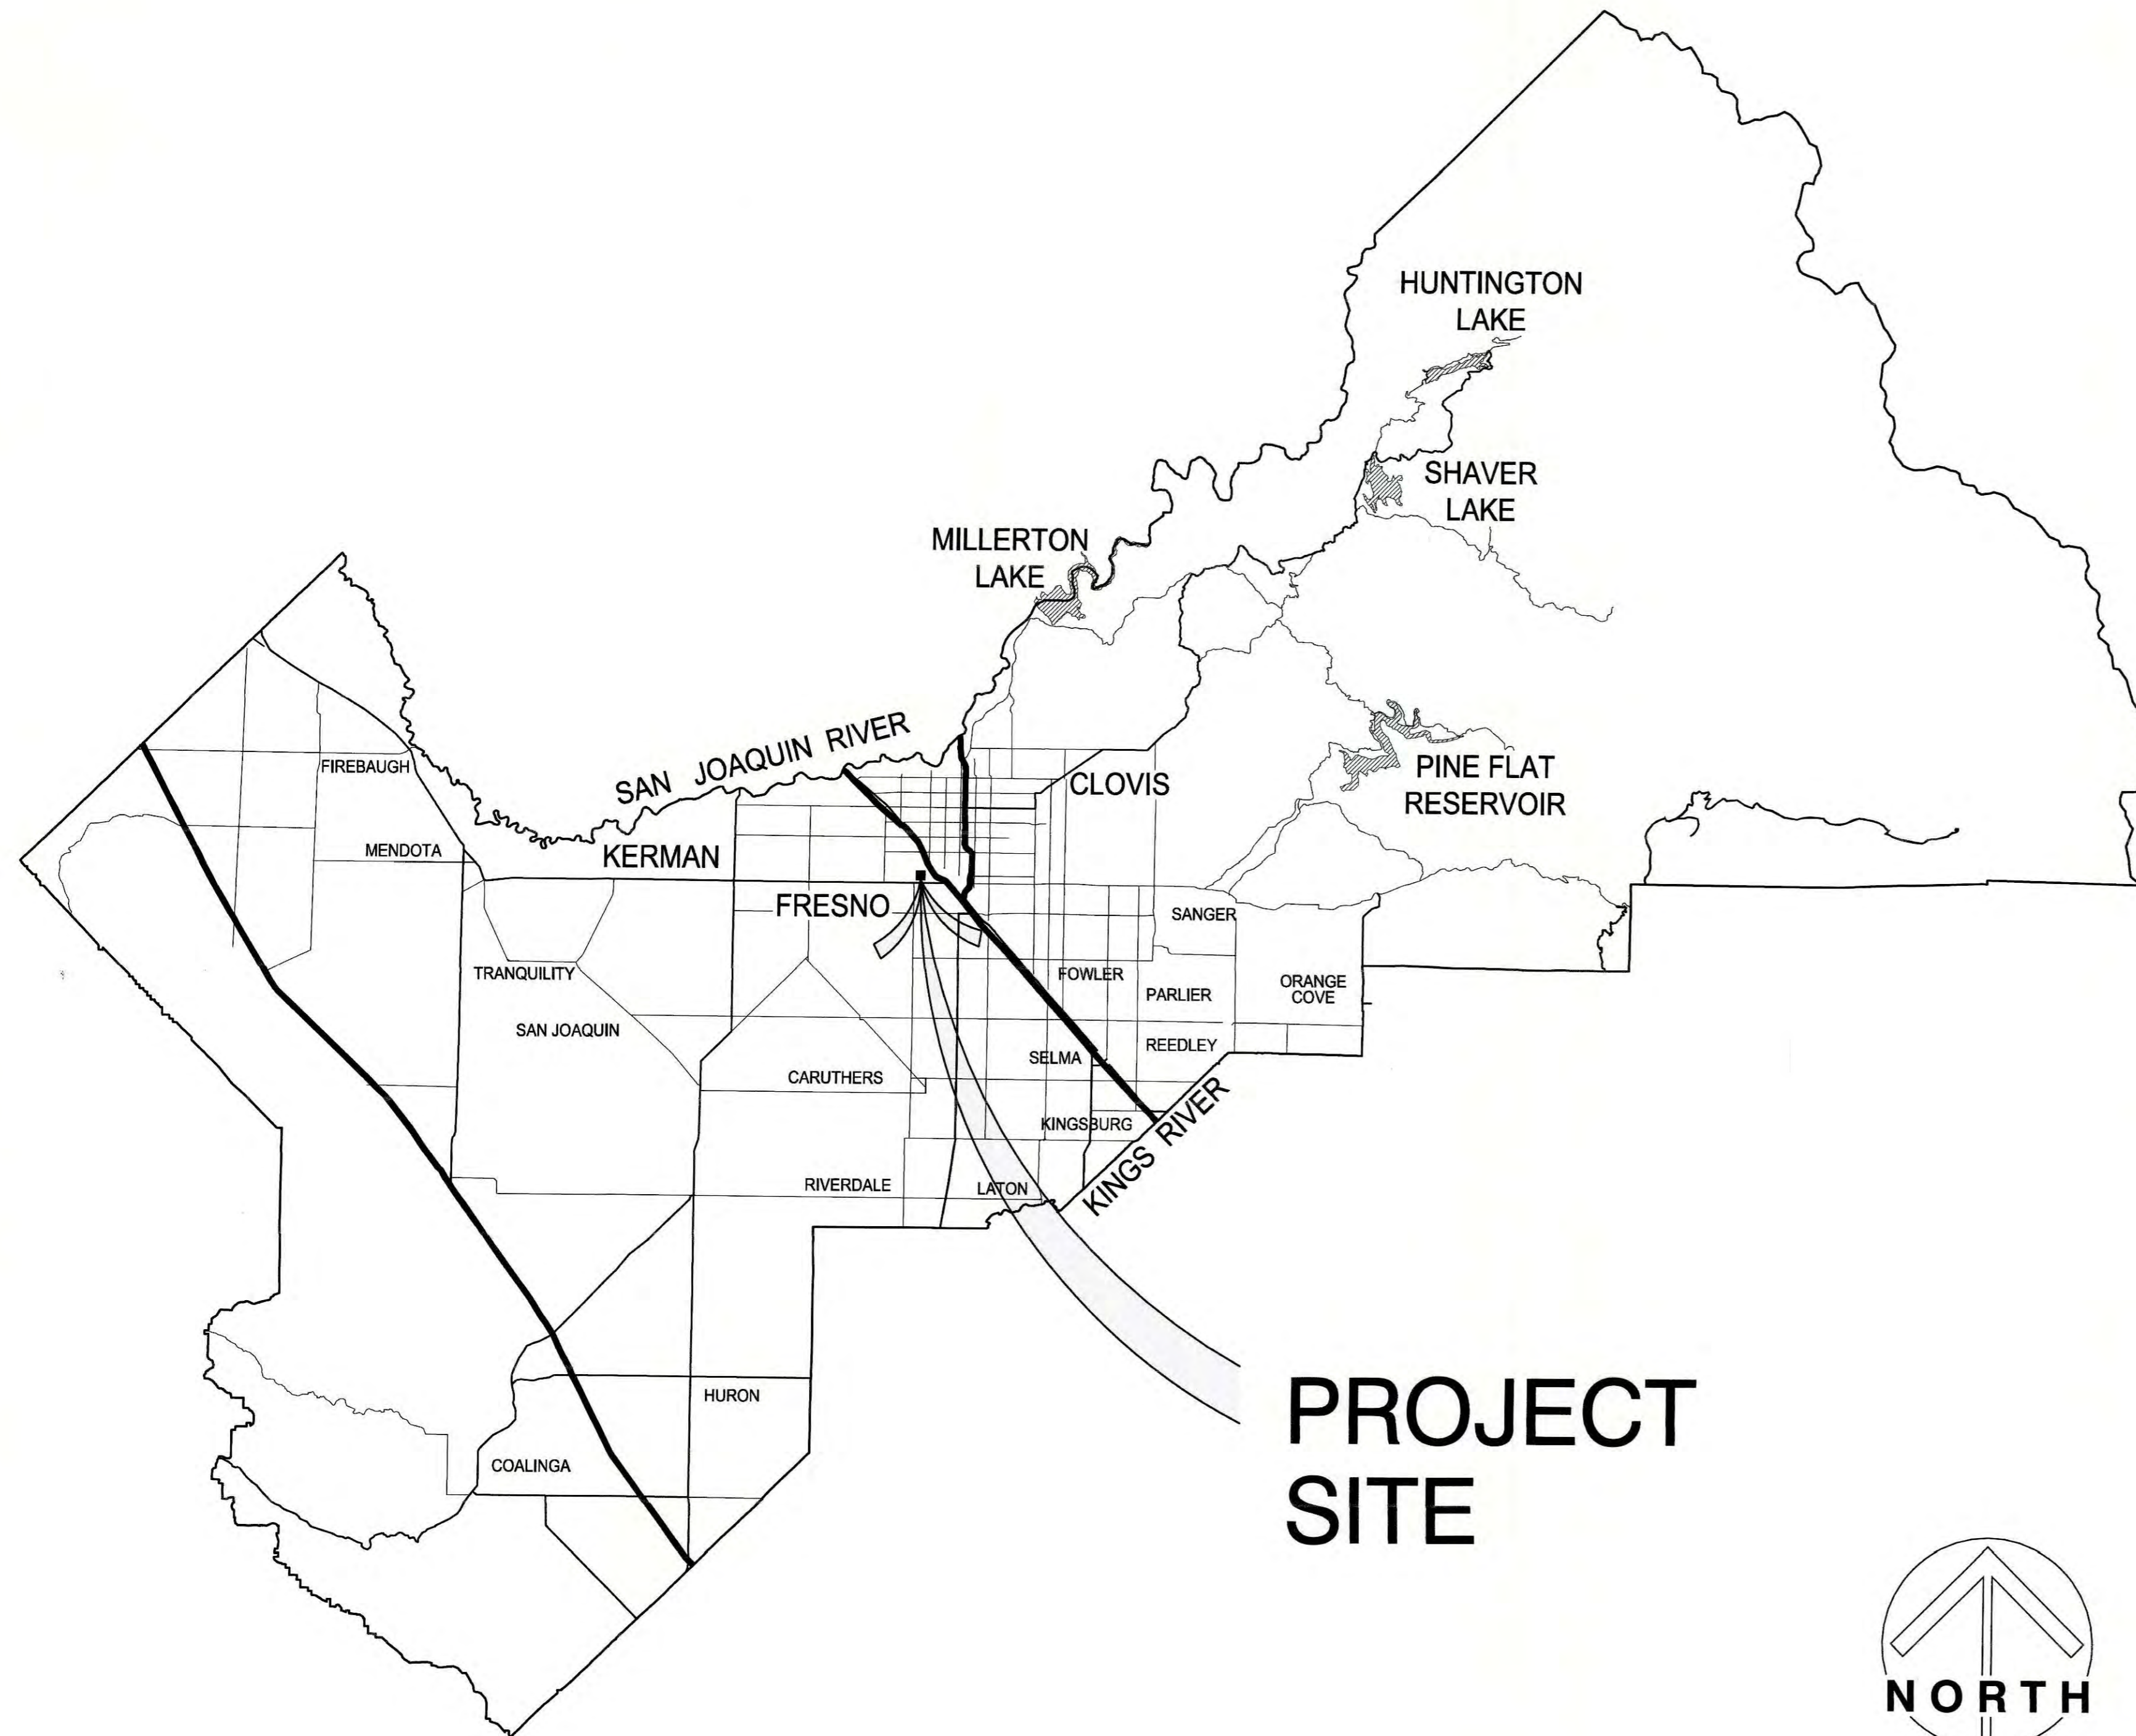 HUNTINGTON
LAKE
SHAVER
LAKE
MILLERTON
LAKE
SAN JOAQUIN RIVER
FIREBAUGH
CLOVIS
PINE FLAT
RESERVOIR
MENDOTA
KERMAN
FRESNO
SANGER
TRANQUILITY
FOWLER
PARLIER
ORANGE
COVE
SAN JOAQUIN
SELMA
REEDLEY
CARUTHERS
KINGSBURG
KINGS RIVER
RIVERDALE
LATON
HURON
COALINGA
PROJECT
SITE
NORTH